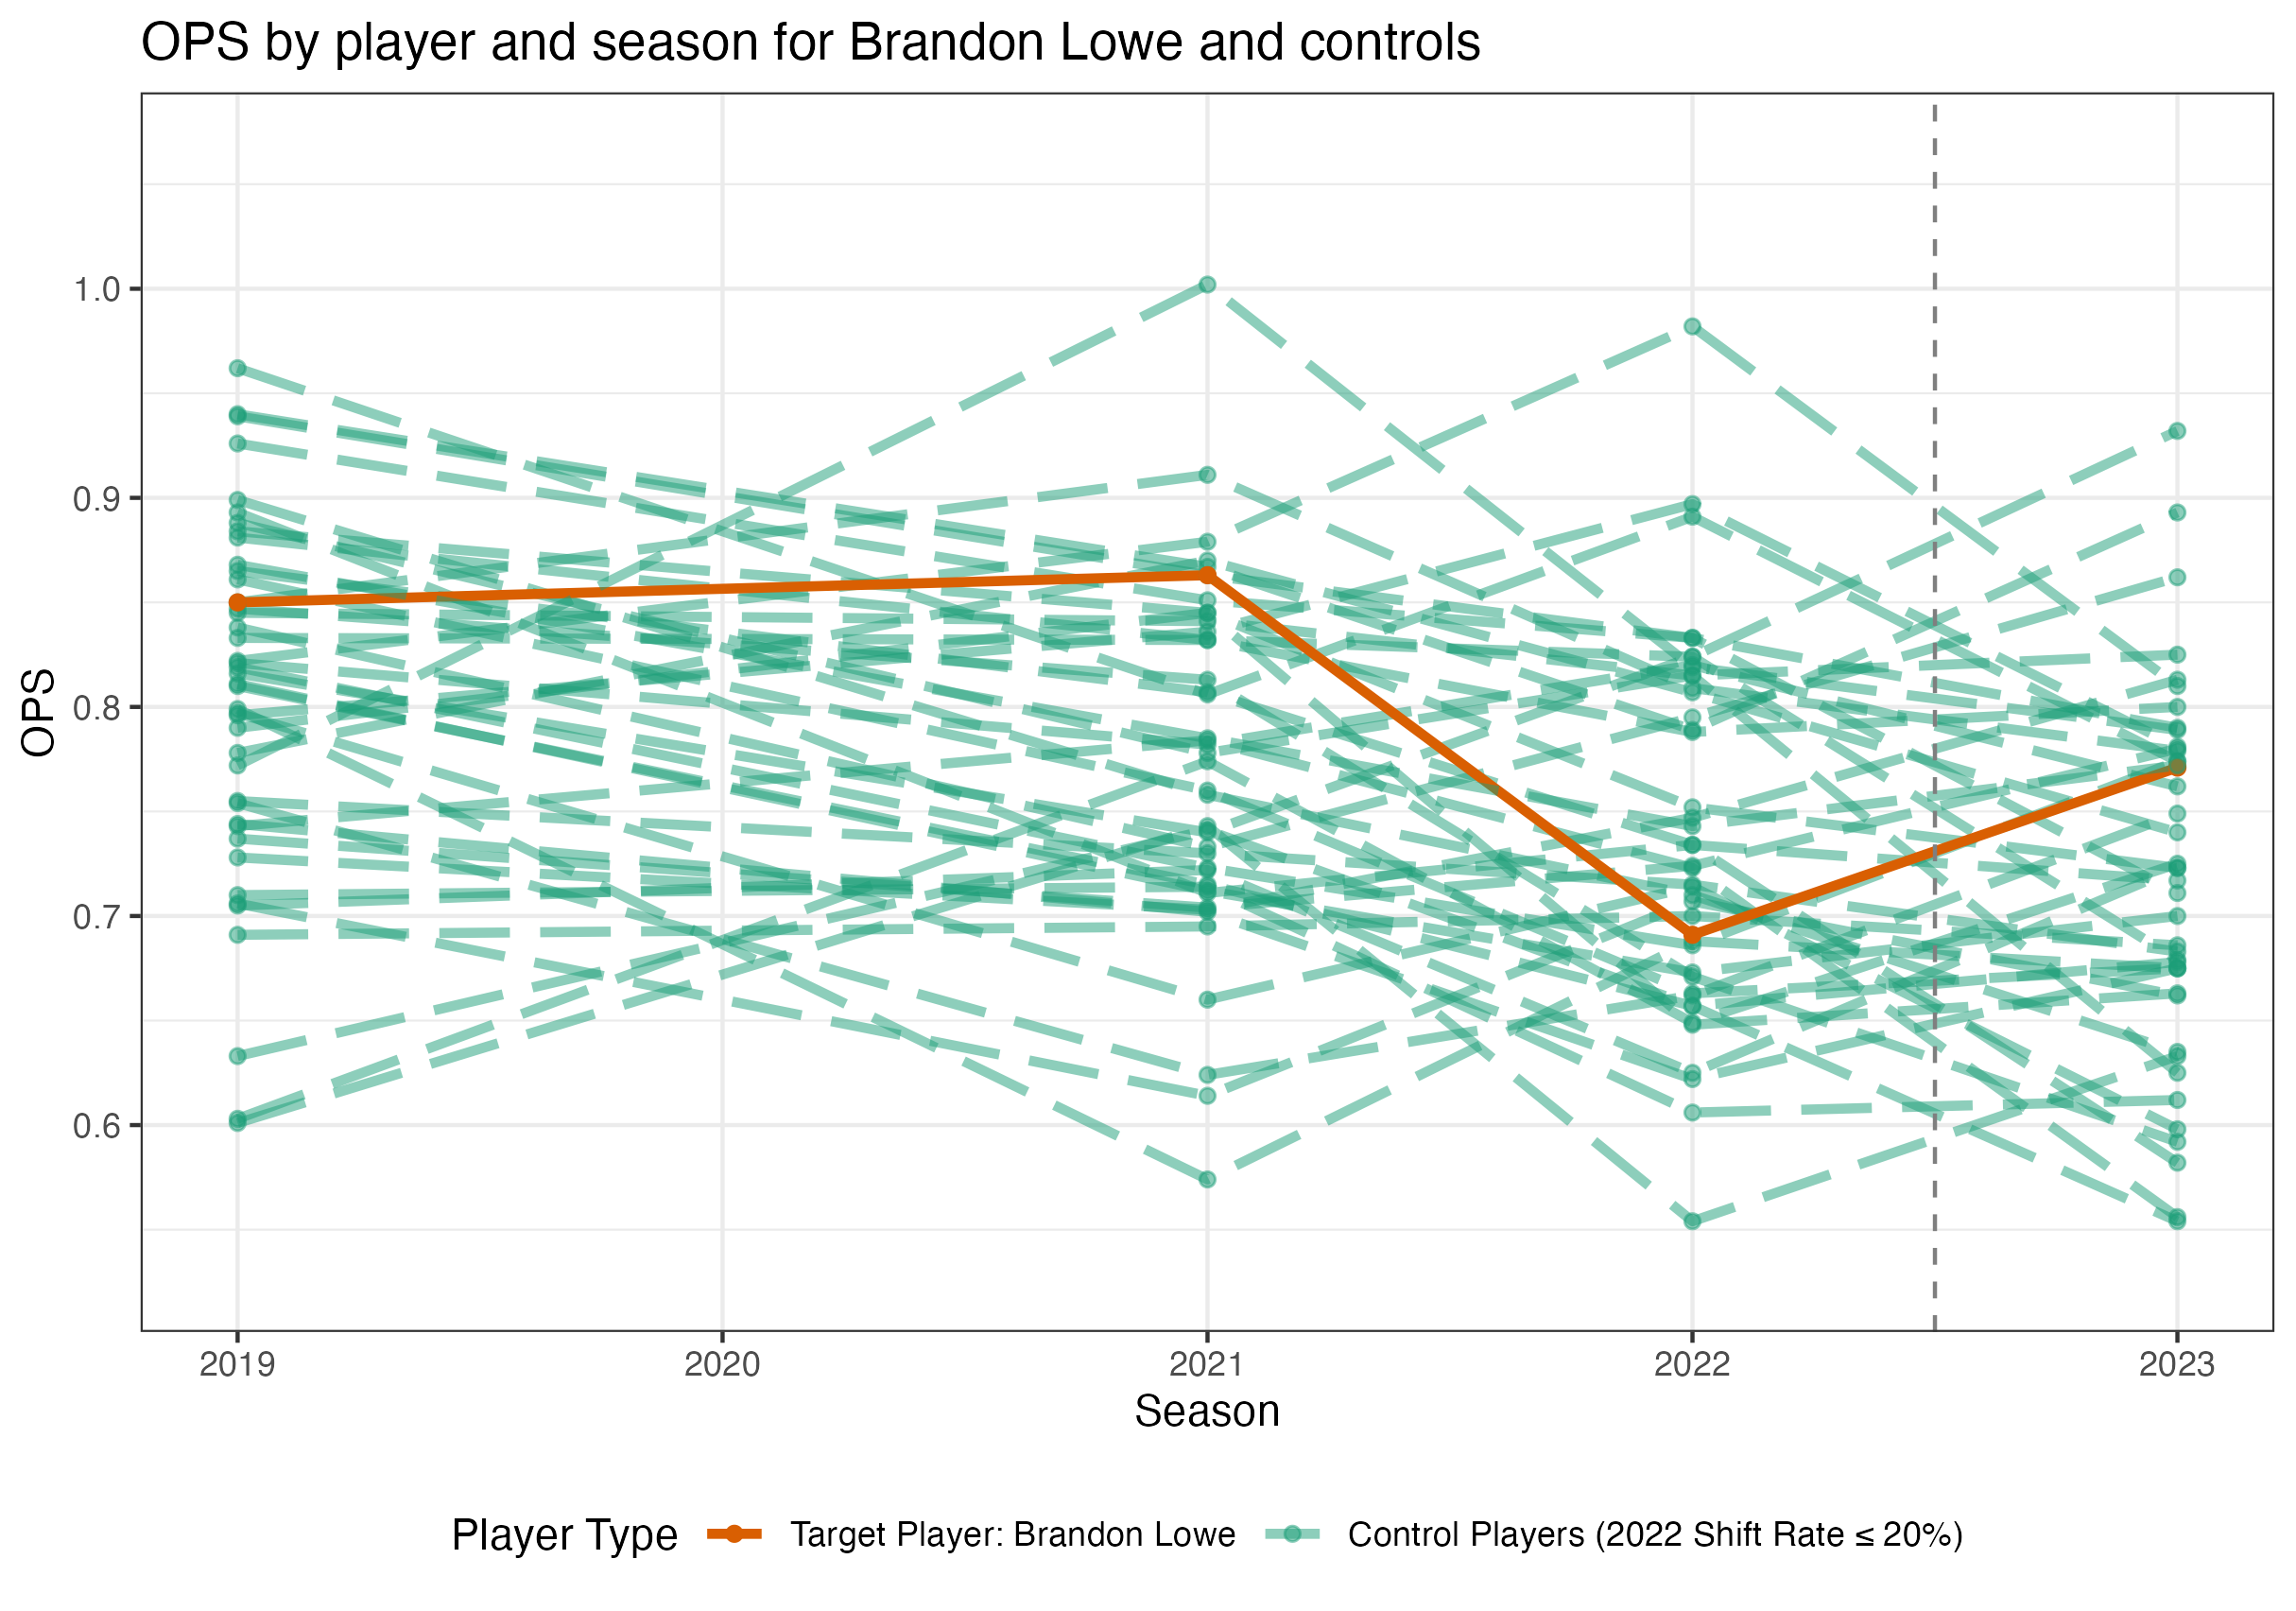 OPS by player and season for Brandon Lowe and controls
OPS
1.0
0.9
0.8
0.7
0.6
2019 2020 2021 2022 2023
Season
Player Type Target Player: Brandon Lowe Control Players (2022 Shift Rate ≤ 20%)